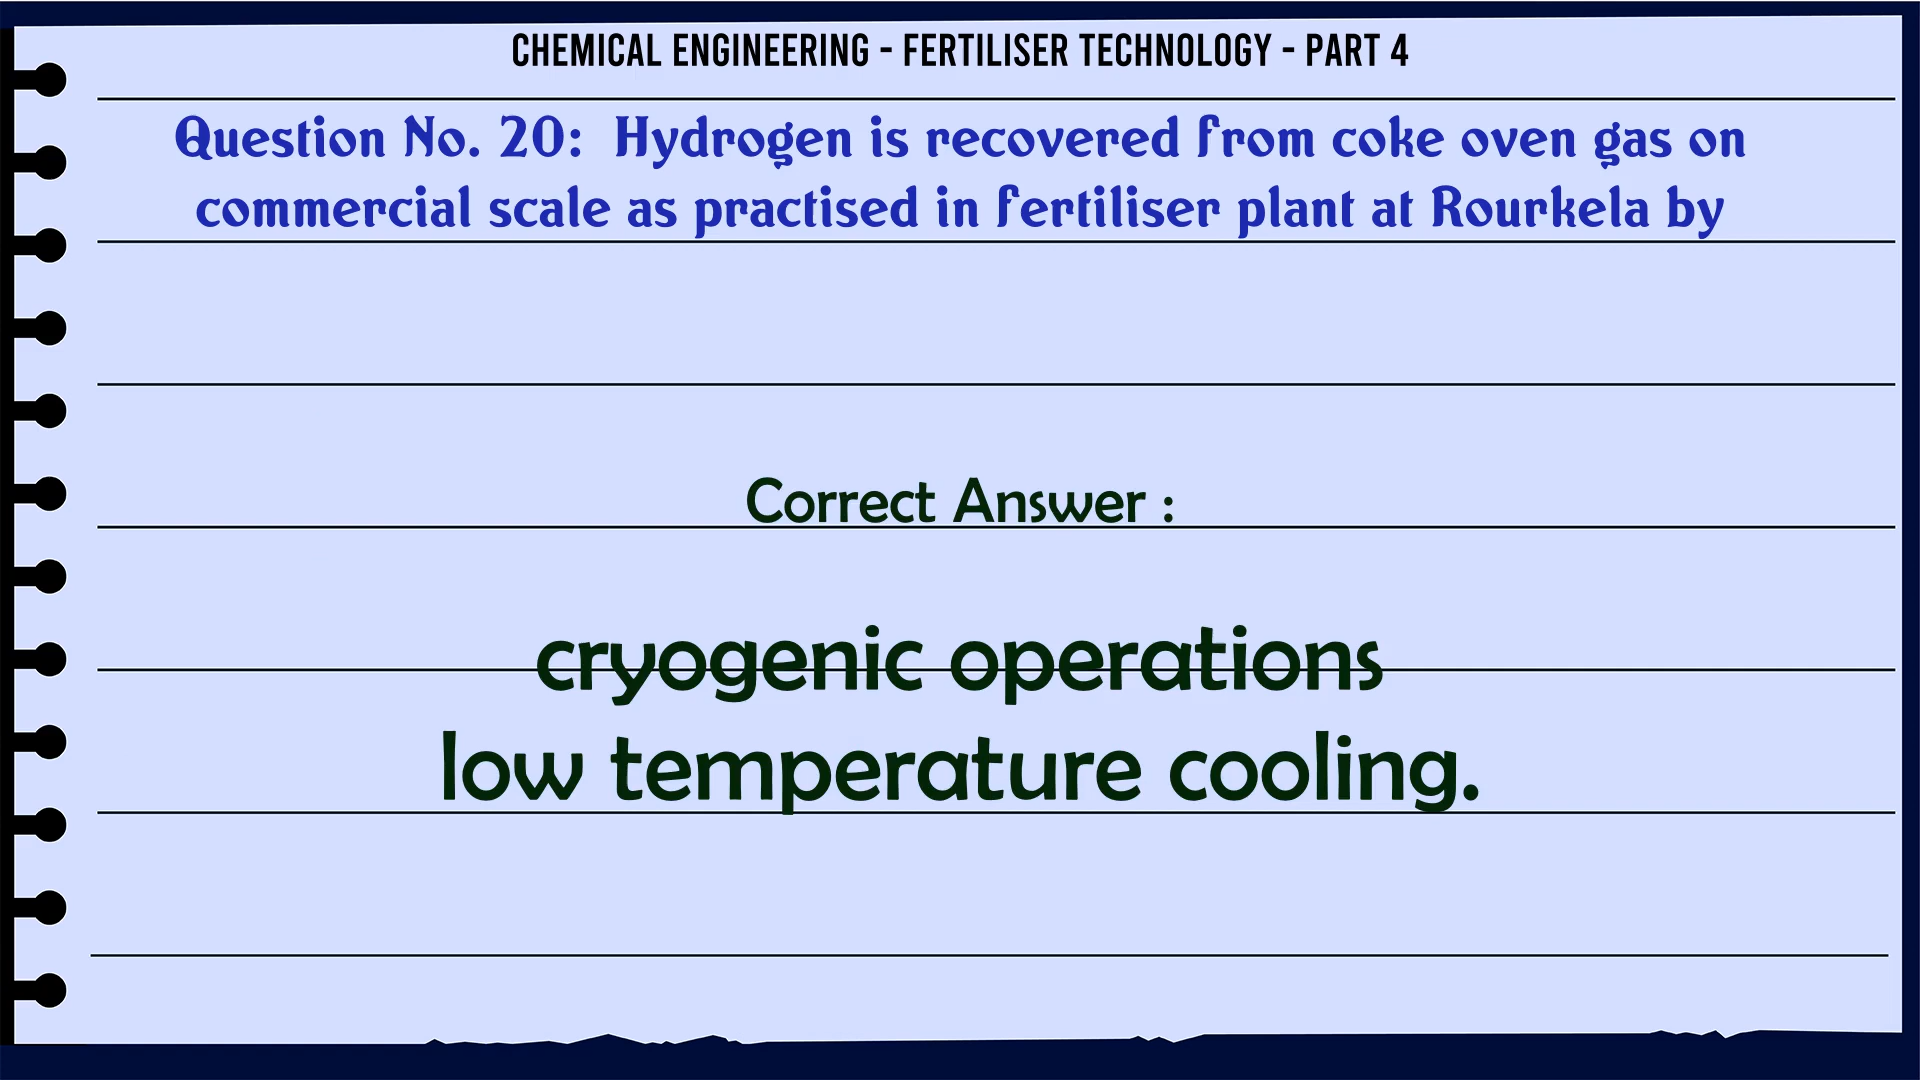 CHEMICAL ENGINEERING - FERTILISER TECHNOLOGY - PART 4
Question No. 20: Hydrogen is recovered from coke oven gas on
commercial scale as practised in fertiliser plant at Rourkela by
Correct Answer :
cryogenic operations
low temperature cooling.